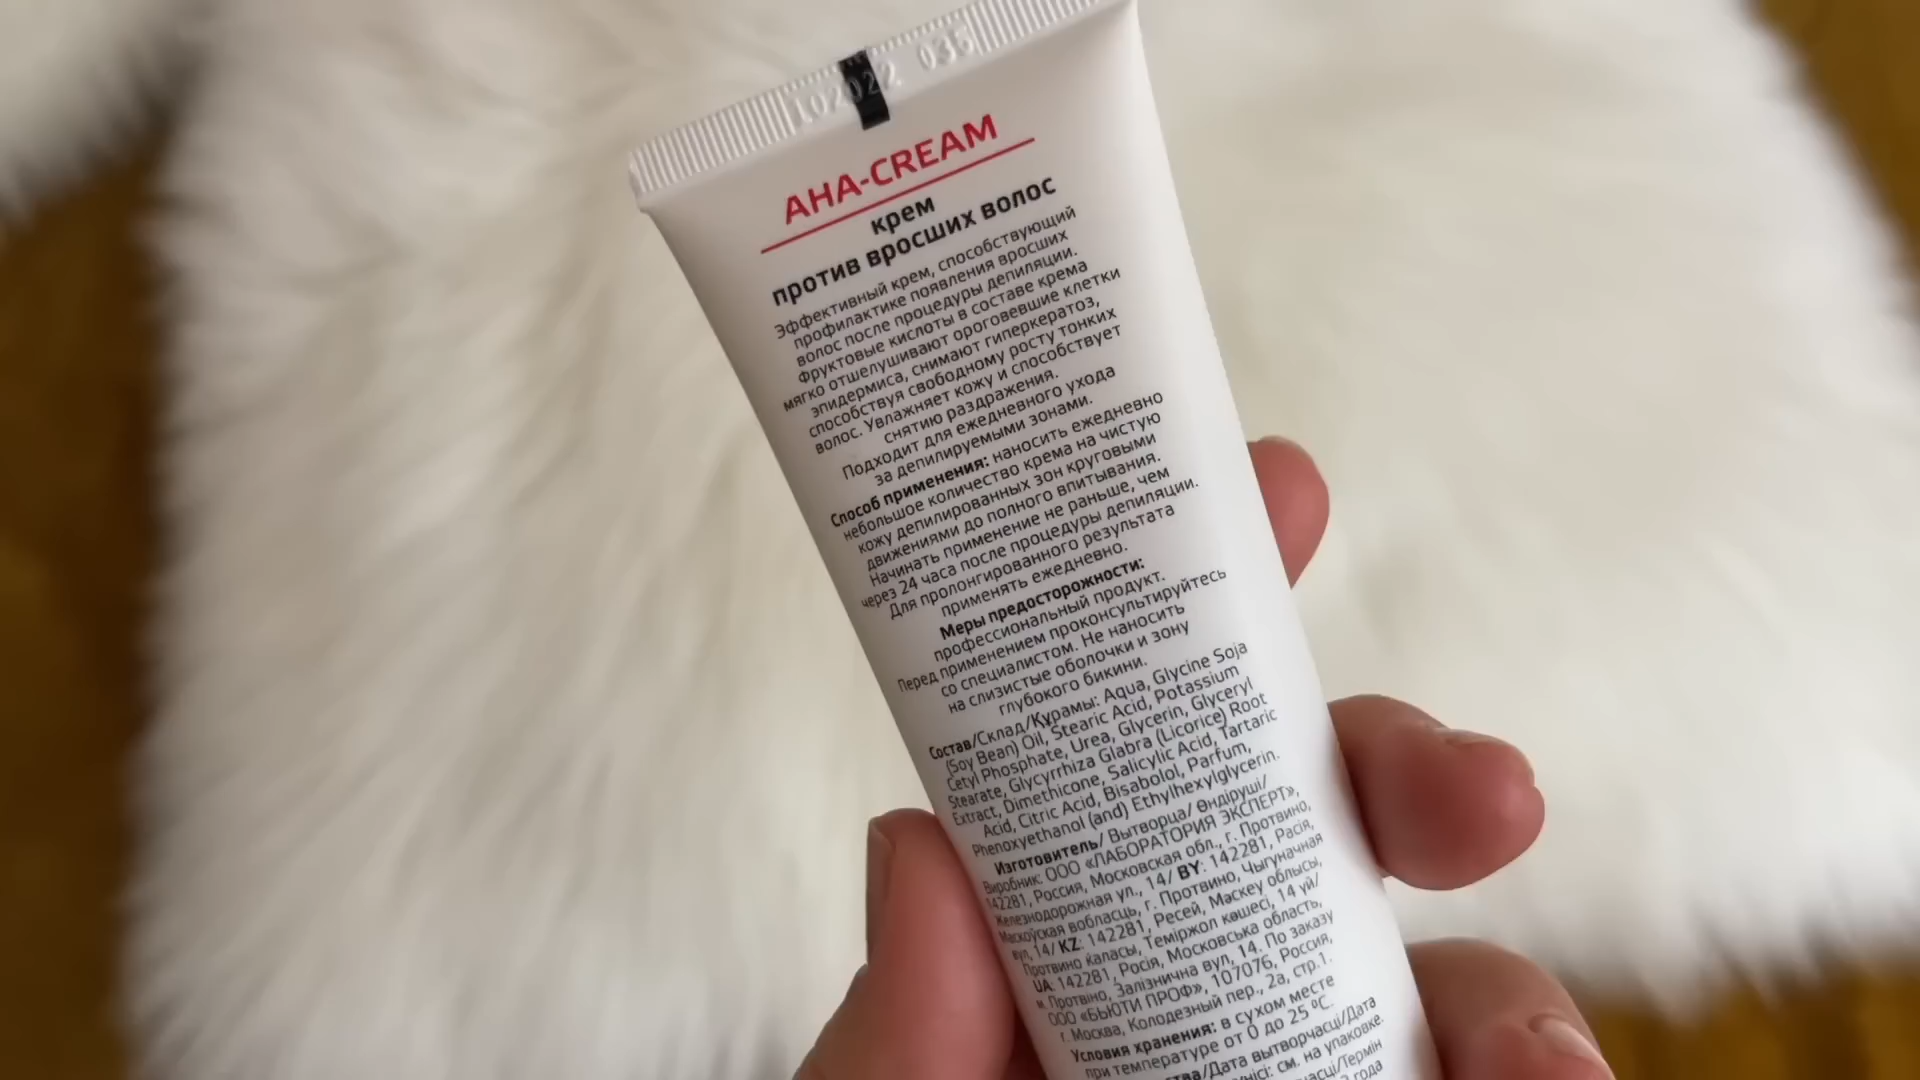 102022 035
AHA-CREAM
крем
против вросших волос
Эффективный крем, способствующий
профилактике появления вросших
волос после процедуры депиляции.
Фруктовые кислоты в составе крема
мягко отшелушивают ороговевшие клетки
эпидермиса, снимают гиперкератоз,
способствуя свободному росту тонких
волос. Увлажняет кожу и способствует
снятию раздражения.
Подходит для ежедневного ухода
за депилируемыми зонами.
Способ применения: наносить ежедневно
небольшое количество крема на чистую
кожу депилированных зон круговыми
движениями до полного впитывания.
Начинать применение не раньше, чем
через 24 часа после процедуры депиляции.
Для пролонгированного результата
применять ежедневно.
Меры предосторожности:
профессиональный продукт.
Перед применением проконсультируйтесь
со специалистом. Не наносить
на слизистые оболочки и зону
глубокого бикини.
Состав/Склад/Құрамы: Aqua, Glycine Soja
(Soy Bean) Oil, Stearic Acid, Potassium
Cetyl Phosphate, Urea, Glycerin, Glyceryl
Stearate, Glycyrrhiza Glabra (Licorice) Root
Extract, Dimethicone, Salicylic Acid, Tartaric
Acid, Citric Acid, Bisabolol, Parfum,
Phenoxyethanol (and) Ethylhexylglycerin.
Изготовитель/ Вытворца/ Өндіруші/
Виробник: ООО «ЛАБОРАТОРИЯ ЭКСПЕРТ»,
142281, Россия, Московская обл., г. Протвино,
Железнодорожная ул., 14/ BY: 142281, Расія,
Маскоўская вобласць, г. Протвино, Чыгуначная
вул, 14/ KZ: 142281, Ресей, Мәскеу облысы,
Протвино қаласы, Теміржол көшесі, 14 үй/
UA: 142281, Росія, Московська область,
м. Протвіно, Залізнична вул, 14. По заказу
ООО «БЬЮТИ ПРОФ», 107076, Россия,
г. Москва, Колодезный пер., 2а, стр.1.
Условия хранения: в сухом месте
при температуре от 0 до 25 ºС.
/Дата вытворчасці/Дата
см. на упаковке.
/Термін
года